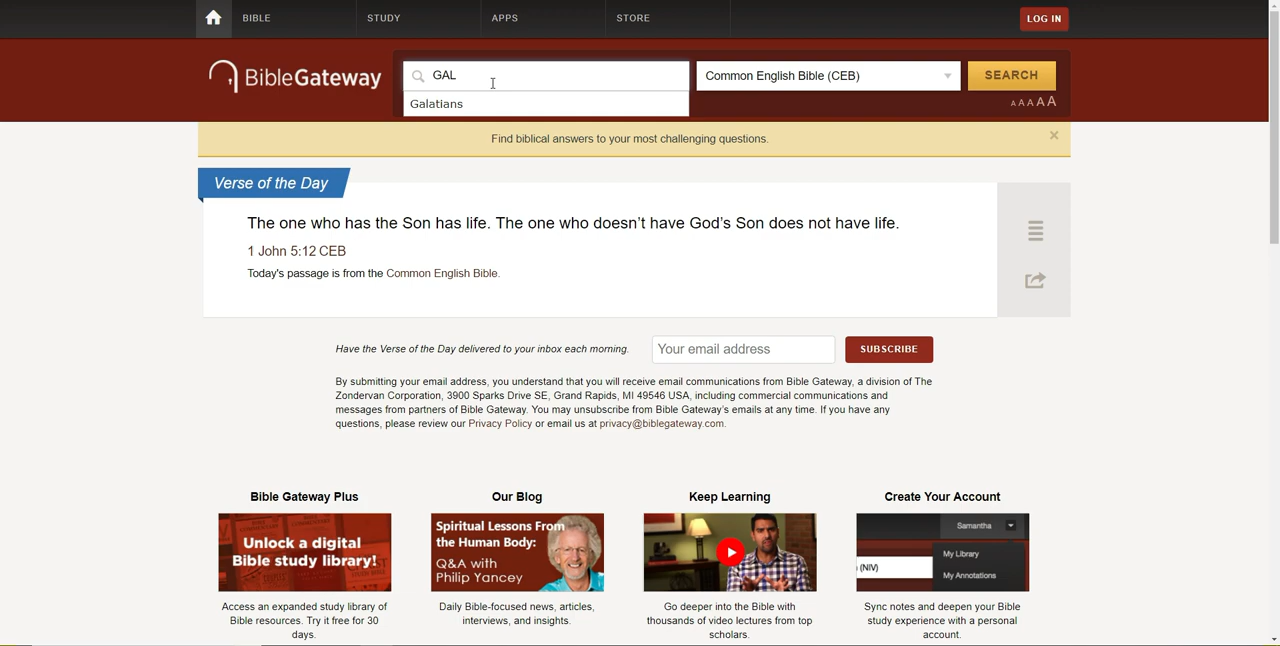 BIBLE STUDY APPS STORE LOG IN
BibleGateway GAL Common English Bible (CEB) SEARCH
A A A A A
Galatians
Find biblical answers to your most challenging questions. ×
Verse of the Day
The one who has the Son has life. The one who doesn’t have God’s Son does not have life.
1 John 5:12 CEB
Today's passage is from the Common English Bible.
Have the Verse of the Day delivered to your inbox each morning. Your email address SUBSCRIBE
By submitting your email address, you understand that you will receive email communications from Bible Gateway, a division of The
Zondervan Corporation, 3900 Sparks Drive SE, Grand Rapids, MI 49546 USA, including commercial communications and
messages from partners of Bible Gateway. You may unsubscribe from Bible Gateway’s emails at any time. If you have any
questions, please review our Privacy Policy or email us at privacy@biblegateway.com.
Bible Gateway Plus
Unlock a digital
Bible study library!
Access an expanded study library of
Bible resources. Try it free for 30
days.
Our Blog
Spiritual Lessons From
the Human Body:
Q&A with
Philip Yancey
Daily Bible-focused news, articles,
interviews, and insights.
Keep Learning
Go deeper into the Bible with
thousands of video lectures from top
scholars.
Create Your Account
Samantha
My Library
(NIV)
My Annotations
Sync notes and deepen your Bible
study experience with a personal
account.